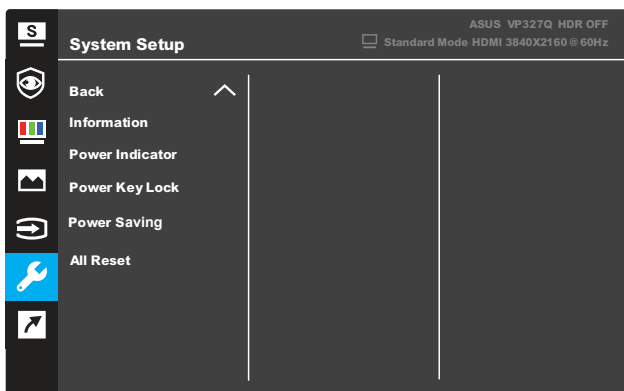 S
ASUS VP327Q HDR OFF
System Setup
Standard Mode HDMI 3840X2160@60Hz
Back
Information
Power Indicator
Power Key Lock
Power Saving
All Reset